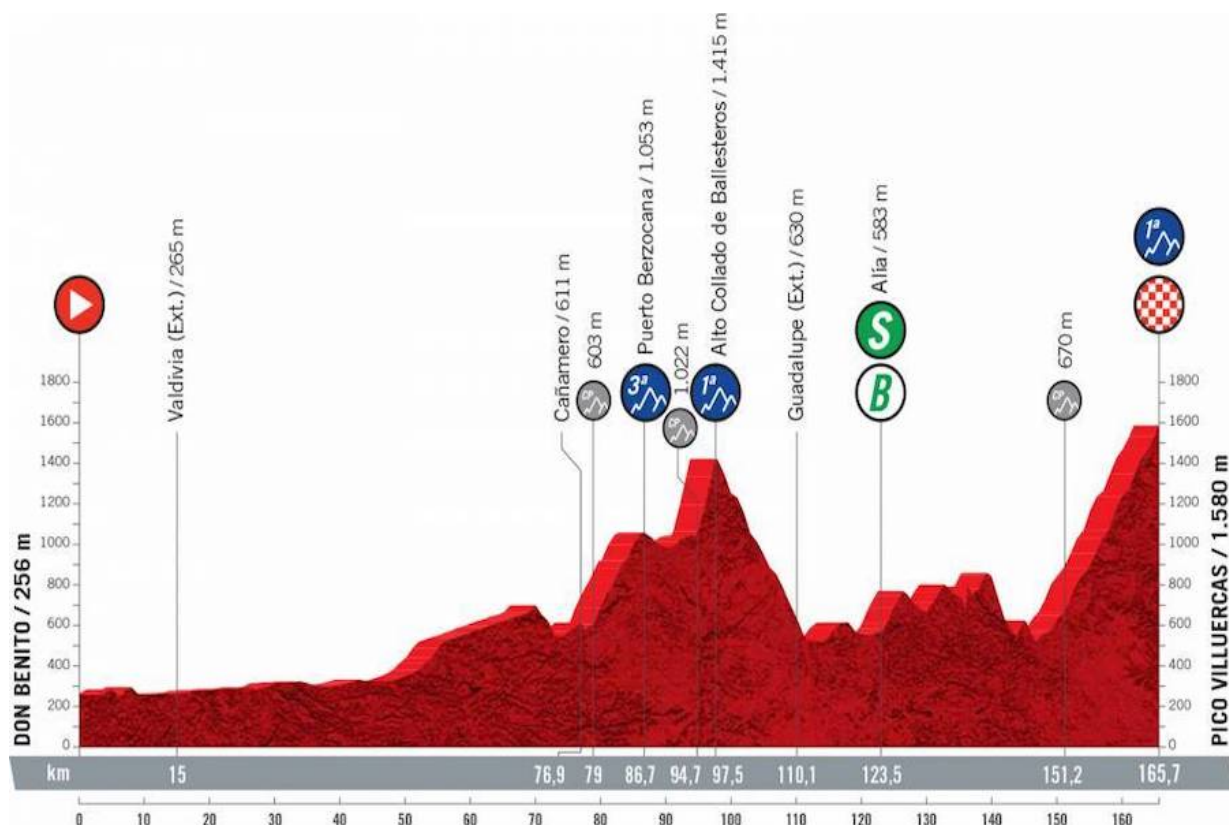 Valdivia (Ext.) / 265 m
Cañamero / 611 m
603 m
Puerto Berzocana / 1.053 m
1.022 m
Alto Collado de Ballesteros / 1.415 m
Guadalupe (Ext.) / 630 m
Alía / 583 m
670 m
CP
3ª
CP
1ª
S
B
CP
1ª
DON BENITO / 256 m
1800
1600
1400
1200
1000
800
600
400
200
0
1800
1600
1400
1200
1000
800
600
400
200
0
PICO VILLUERCAS / 1.580 m
km 15 76,9 79 86,7 94,7 97,5 110,1 123,5 151,2 165,7
0 10 20 30 40 50 60 70 80 90 100 110 120 130 140 150 160